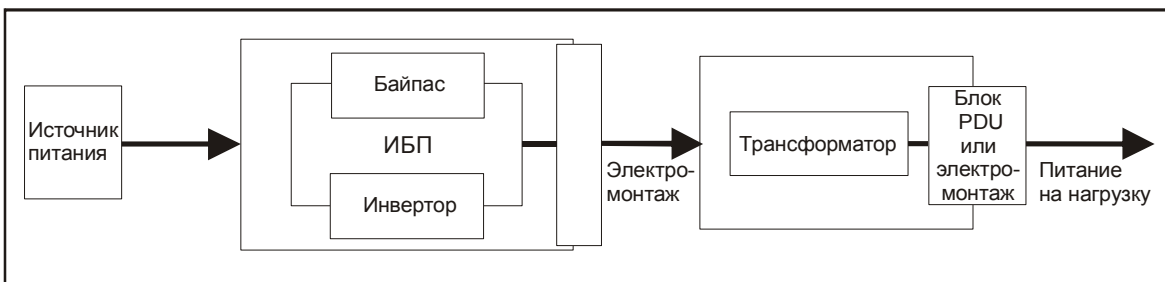 Источник
питания
Байпас
ИБП
Инвертор
Электро-
монтаж
Трансформатор
Блок
PDU
или
электро-
монтаж
Питание
на нагрузку